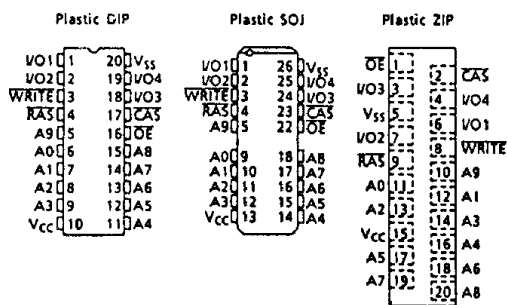 Plastic DIP Plastic SOJ Plastic ZIP
I/O1 1 20 VSS
I/O2 2 19 I/O4
WRITE 3 18 I/O3
RAS 4 17 CAS
A9 5 16 OE
A0 6 15 A8
A1 7 14 A7
A2 8 13 A6
A3 9 12 A5
VCC 10 11 A4
I/O1 1 26 VSS
I/O2 2 25 I/O4
WRITE 3 24 I/O3
RAS 4 23 CAS
A9 5 22 OE
A0 9 18 A8
A1 10 17 A7
A2 11 16 A6
A3 12 15 A5
VCC 13 14 A4
OE 1
2 CAS
I/O3 3
4 I/O4
VSS 5
6 I/O1
I/O2 7
8 WRITE
RAS 9
10 A9
A0 11
12 A1
A2 13
14 A3
VCC 15
16 A4
A5 17
18 A6
A7 19
20 A8